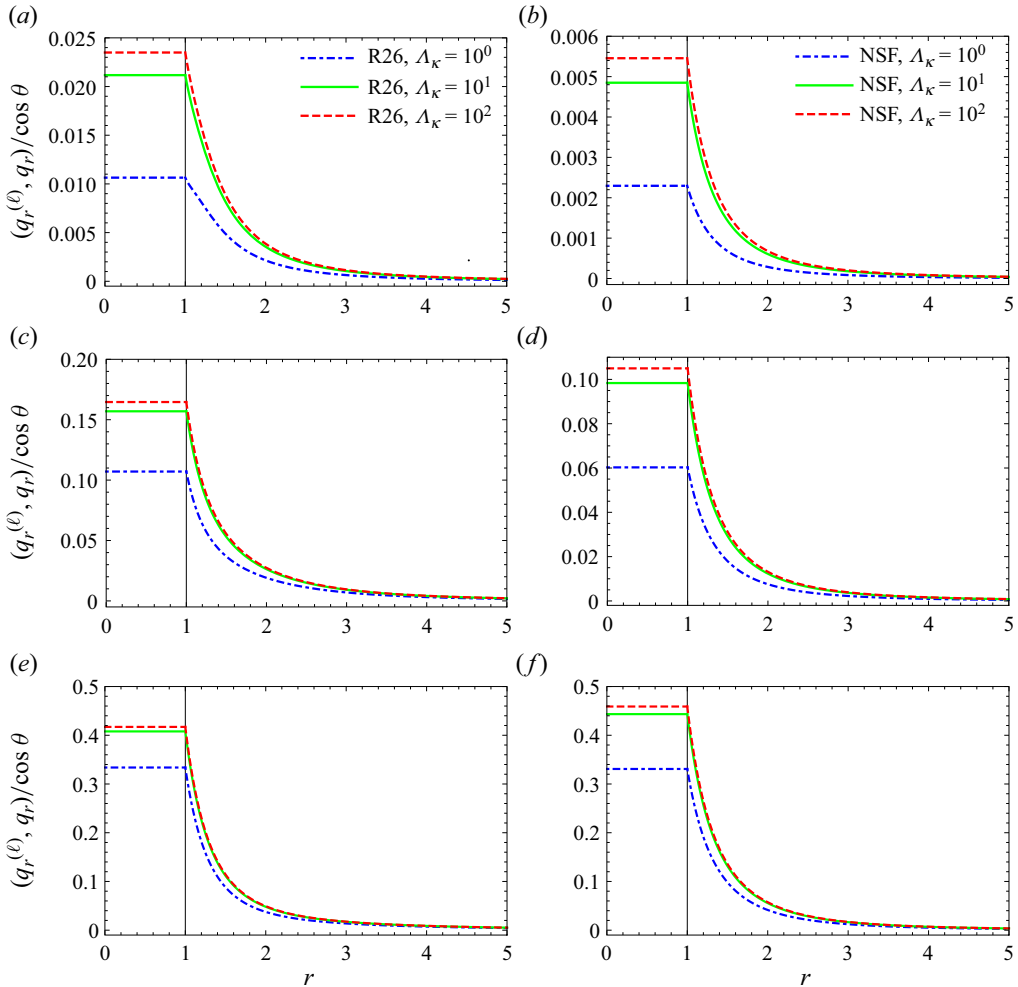 (a)
(b)
0.025
0.020
0.015
0.010
0.005
0
R26, Λκ = 10⁰
R26, Λκ = 10¹
R26, Λκ = 10²
0 1 2 3 4 5
(qᵣ⁽ℓ⁾, qᵣ)/cos θ
0.006
0.005
0.004
0.003
0.002
0.001
0
NSF, Λκ = 10⁰
NSF, Λκ = 10¹
NSF, Λκ = 10²
0 1 2 3 4 5
(c)
(d)
0.20
0.15
0.10
0.05
0
0 1 2 3 4 5
(qᵣ⁽ℓ⁾, qᵣ)/cos θ
0.10
0.08
0.06
0.04
0.02
0
0 1 2 3 4 5
(e)
(f)
0.5
0.4
0.3
0.2
0.1
0
0 1 2 3 4 5
(qᵣ⁽ℓ⁾, qᵣ)/cos θ
r
0.5
0.4
0.3
0.2
0.1
0
0 1 2 3 4 5
r